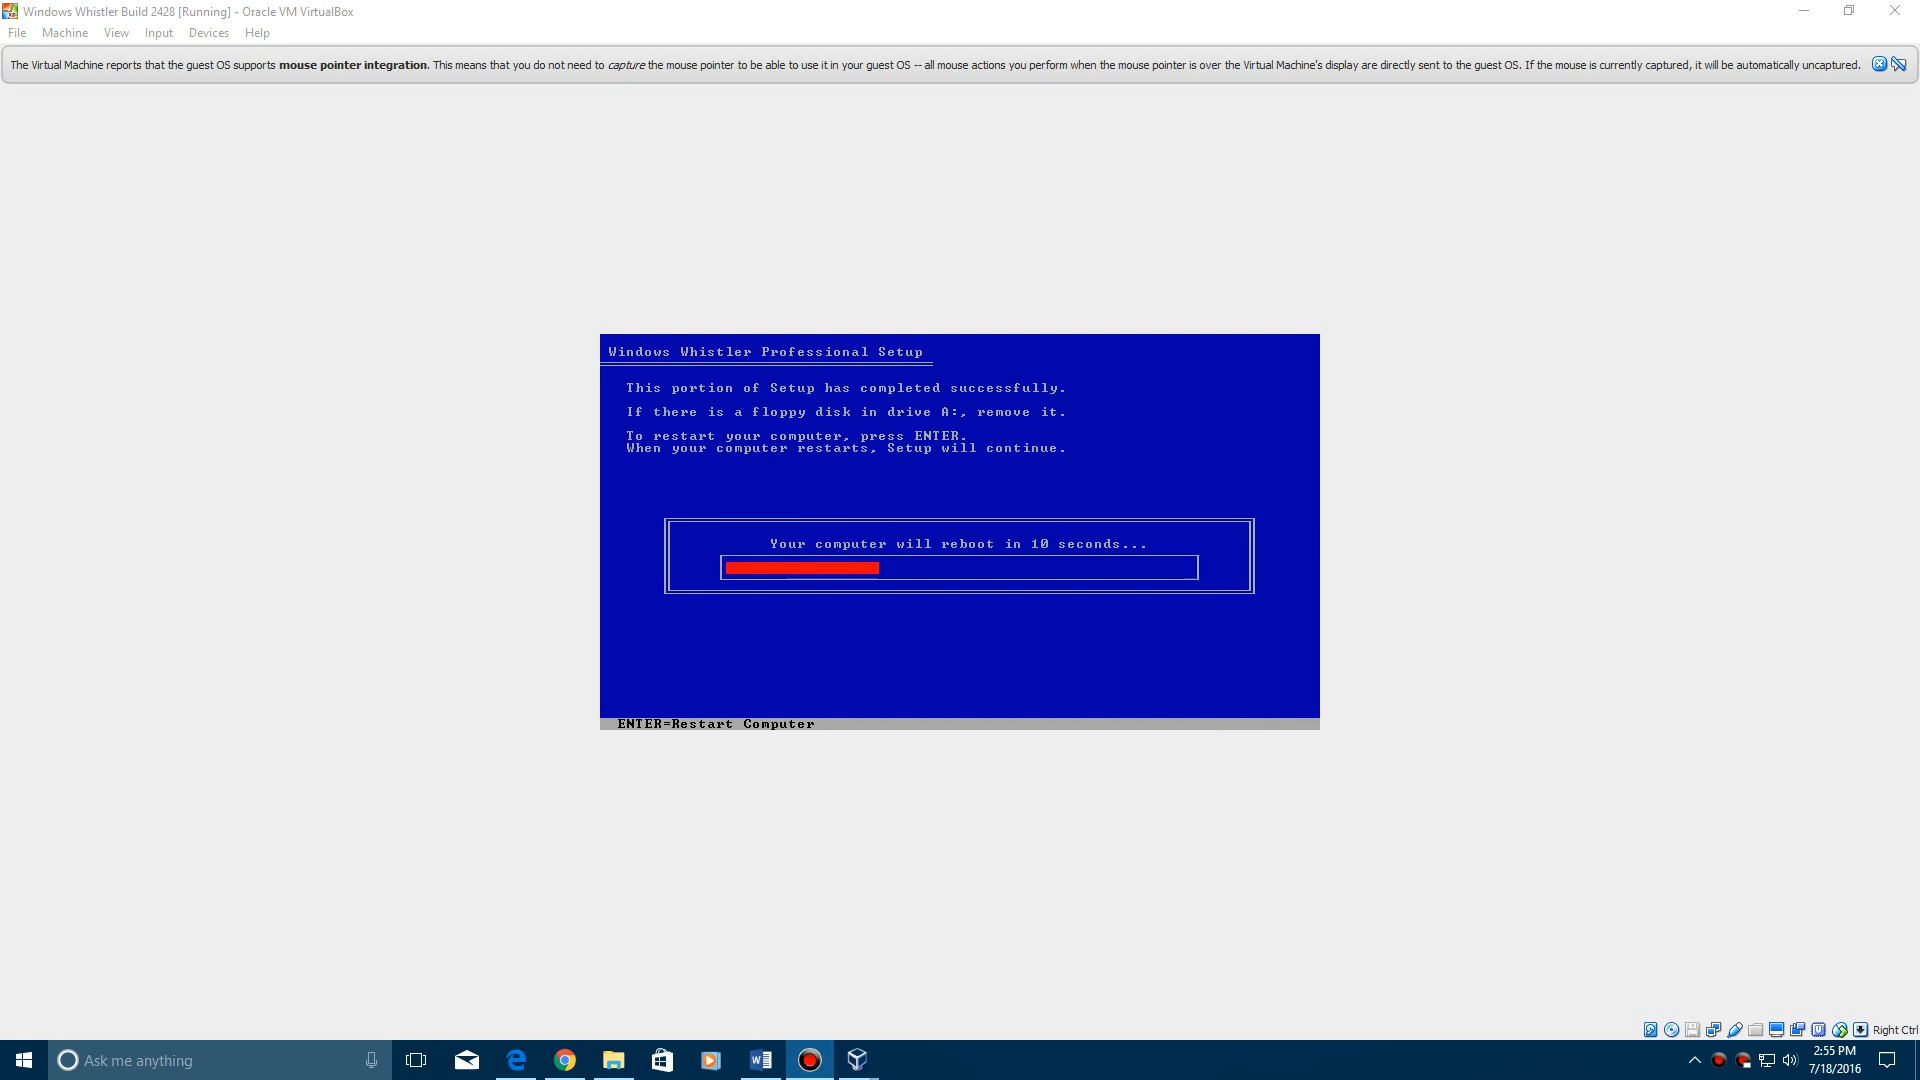 Windows Whistler Build 2428 [Running] - Oracle VM VirtualBox
File Machine View Input Devices Help
The Virtual Machine reports that the guest OS supports mouse pointer integration. This means that you do not need to capture the mouse pointer to be able to use it in your guest OS -- all mouse actions you perform when the mouse pointer is over the Virtual Machine's display are directly sent to the guest OS. If the mouse is currently captured, it will be automatically uncaptured.
Windows Whistler Professional Setup
This portion of Setup has completed successfully.
If there is a floppy disk in drive A:, remove it.
To restart your computer, press ENTER.
When your computer restarts, Setup will continue.
Your computer will reboot in 10 seconds...
ENTER=Restart Computer
Right Ctrl
Ask me anything
2:55 PM
7/18/2016